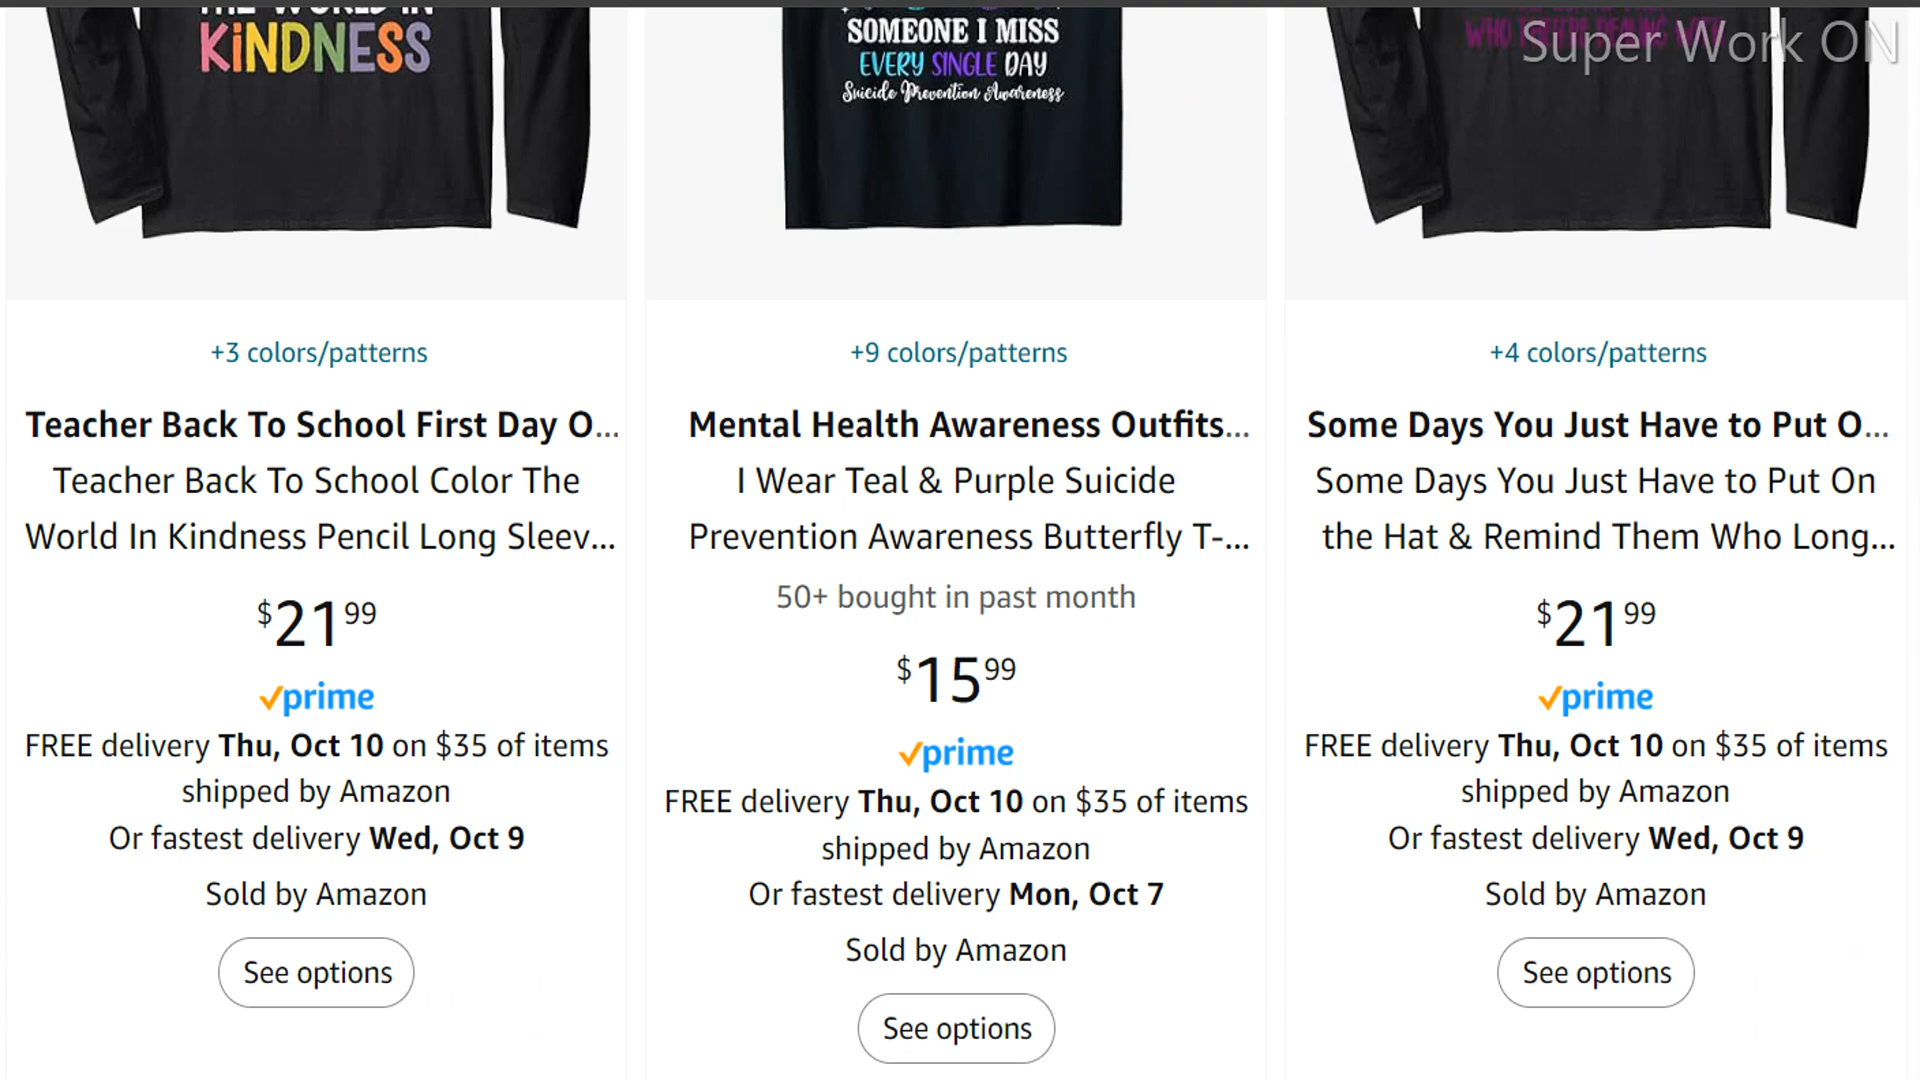 KiNDNESS
SOMEONE I MISS
EVERY SINGLE DAY
Suicide Prevention Awareness
Super Work ON
+3 colors/patterns
Teacher Back To School First Day O...
Teacher Back To School Color The
World In Kindness Pencil Long Sleev...
$21 99
prime
FREE delivery Thu, Oct 10 on $35 of items
shipped by Amazon
Or fastest delivery Wed, Oct 9
Sold by Amazon
See options
+9 colors/patterns
Mental Health Awareness Outfits...
I Wear Teal & Purple Suicide
Prevention Awareness Butterfly T-...
50+ bought in past month
$15 99
prime
FREE delivery Thu, Oct 10 on $35 of items
shipped by Amazon
Or fastest delivery Mon, Oct 7
Sold by Amazon
See options
+4 colors/patterns
Some Days You Just Have to Put O...
Some Days You Just Have to Put On
the Hat & Remind Them Who Long...
$21 99
prime
FREE delivery Thu, Oct 10 on $35 of items
shipped by Amazon
Or fastest delivery Wed, Oct 9
Sold by Amazon
See options